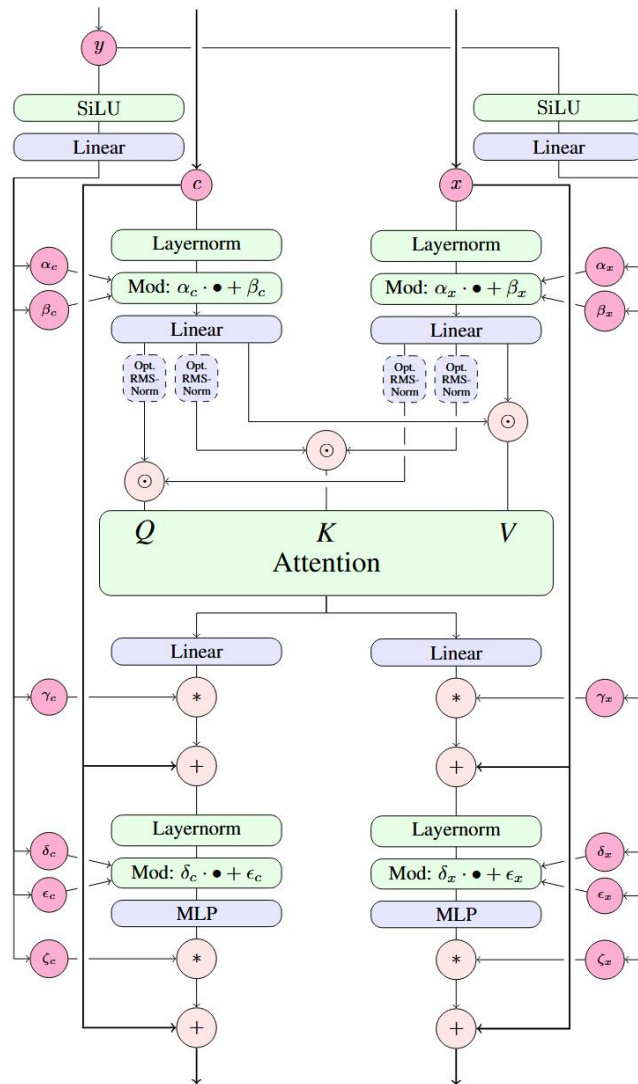 y
SiLU
SiLU
Linear
Linear
c
x
Layernorm
Layernorm
α_c
α_x
Mod: α_c · • + β_c
Mod: α_x · • + β_x
β_c
β_x
Linear
Linear
Opt.
RMS-
Norm
Opt.
RMS-
Norm
Opt.
RMS-
Norm
Opt.
RMS-
Norm
⊙
⊙
⊙
Q
K
V
Attention
Linear
Linear
γ_c
*
*
γ_x
+
+
Layernorm
Layernorm
δ_c
δ_x
Mod: δ_c · • + ϵ_c
Mod: δ_x · • + ϵ_x
ϵ_c
ϵ_x
MLP
MLP
ζ_c
*
*
ζ_x
+
+